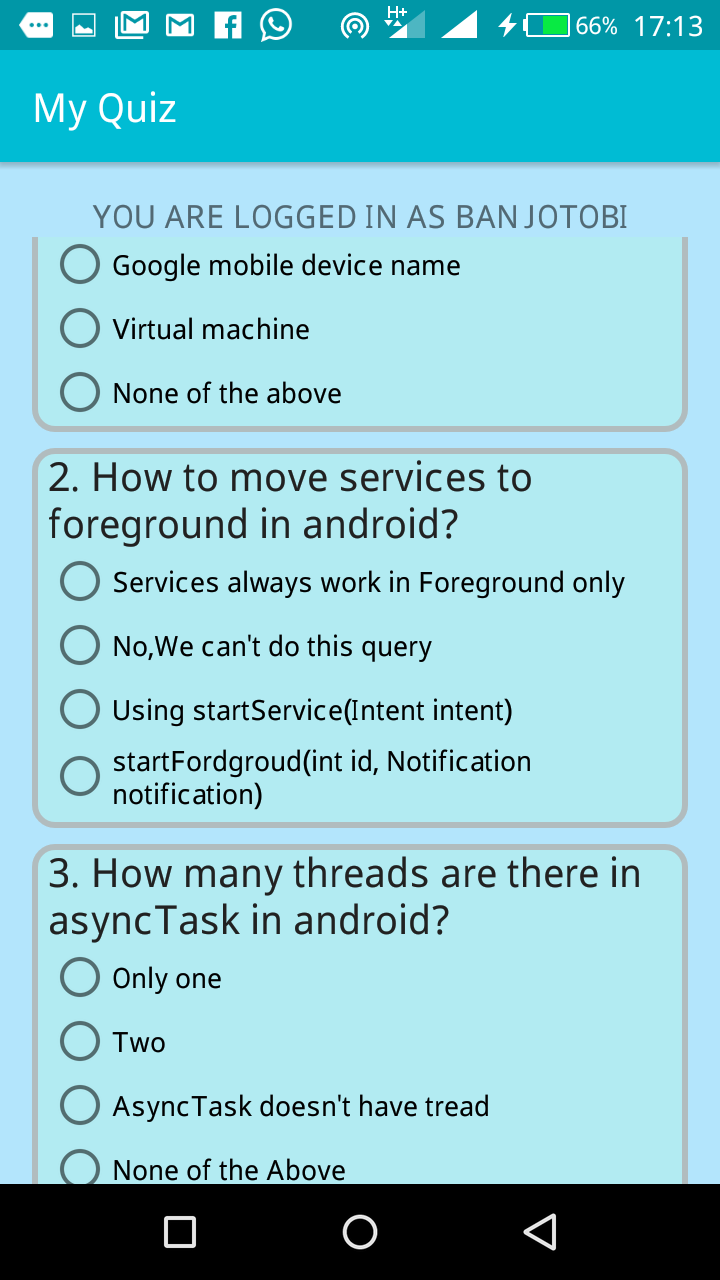 H+
66%
17:13
My Quiz
YOU ARE LOGGED IN AS BANJOTOBI
Google mobile device name
Virtual machine
None of the above
2. How to move services to
foreground in android?
Services always work in Foreground only
No,We can't do this query
Using startService(Intent intent)
startFordgroud(int id, Notification
notification)
3. How many threads are there in
asyncTask in android?
Only one
Two
AsyncTask doesn't have tread
None of the Above